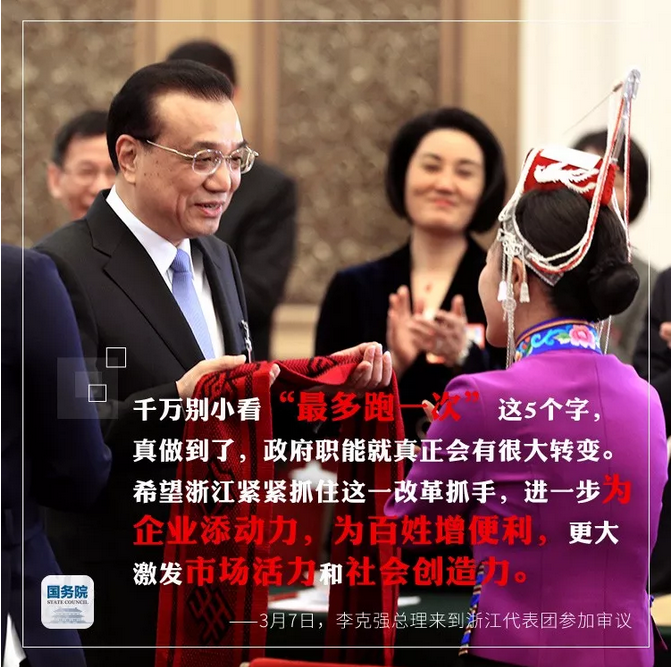 千万别小看“最多跑一次”这5个字，
真做到了，政府职能就真正会有很大转变。
希望浙江紧紧抓住这一改革抓手，进一步为
企业添动力，为百姓增便利，更大
激发市场活力和社会创造力。
国务院
STATE COUNCIL
——3月7日，李克强总理来到浙江代表团参加审议